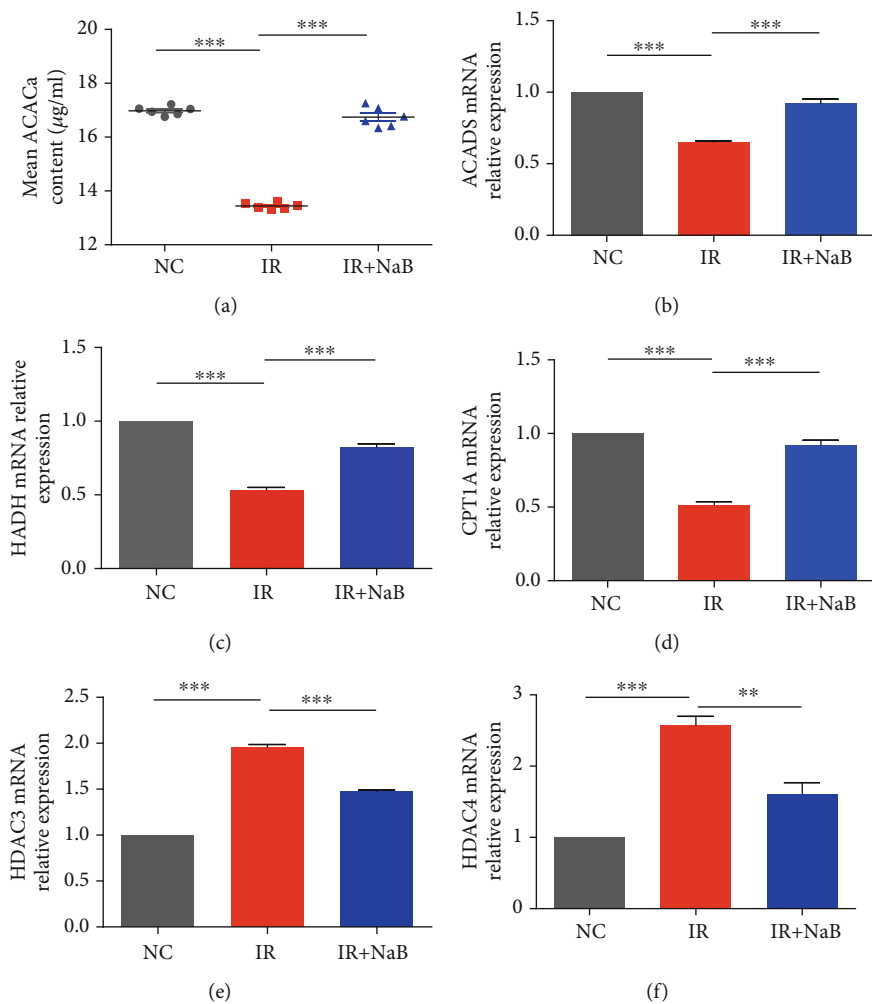 *** ***
20
18
16
14
12
Mean ACACa
content (μg/ml)
NC IR IR+NaB
(a)
*** ***
1.5
1.0
0.5
0.0
ACADS mRNA
relative expression
NC IR IR+NaB
(b)
*** ***
1.5
1.0
0.5
0.0
HADH mRNA relative
expression
NC IR IR+NaB
(c)
*** ***
1.5
1.0
0.5
0.0
CPT1A mRNA
relative expression
NC IR IR+NaB
(d)
*** ***
2.5
2.0
1.5
1.0
0.5
0.0
HDAC3 mRNA
relative expression
NC IR IR+NaB
(e)
*** **
3
2
1
0
HDAC4 mRNA
relative expression
NC IR IR+NaB
(f)